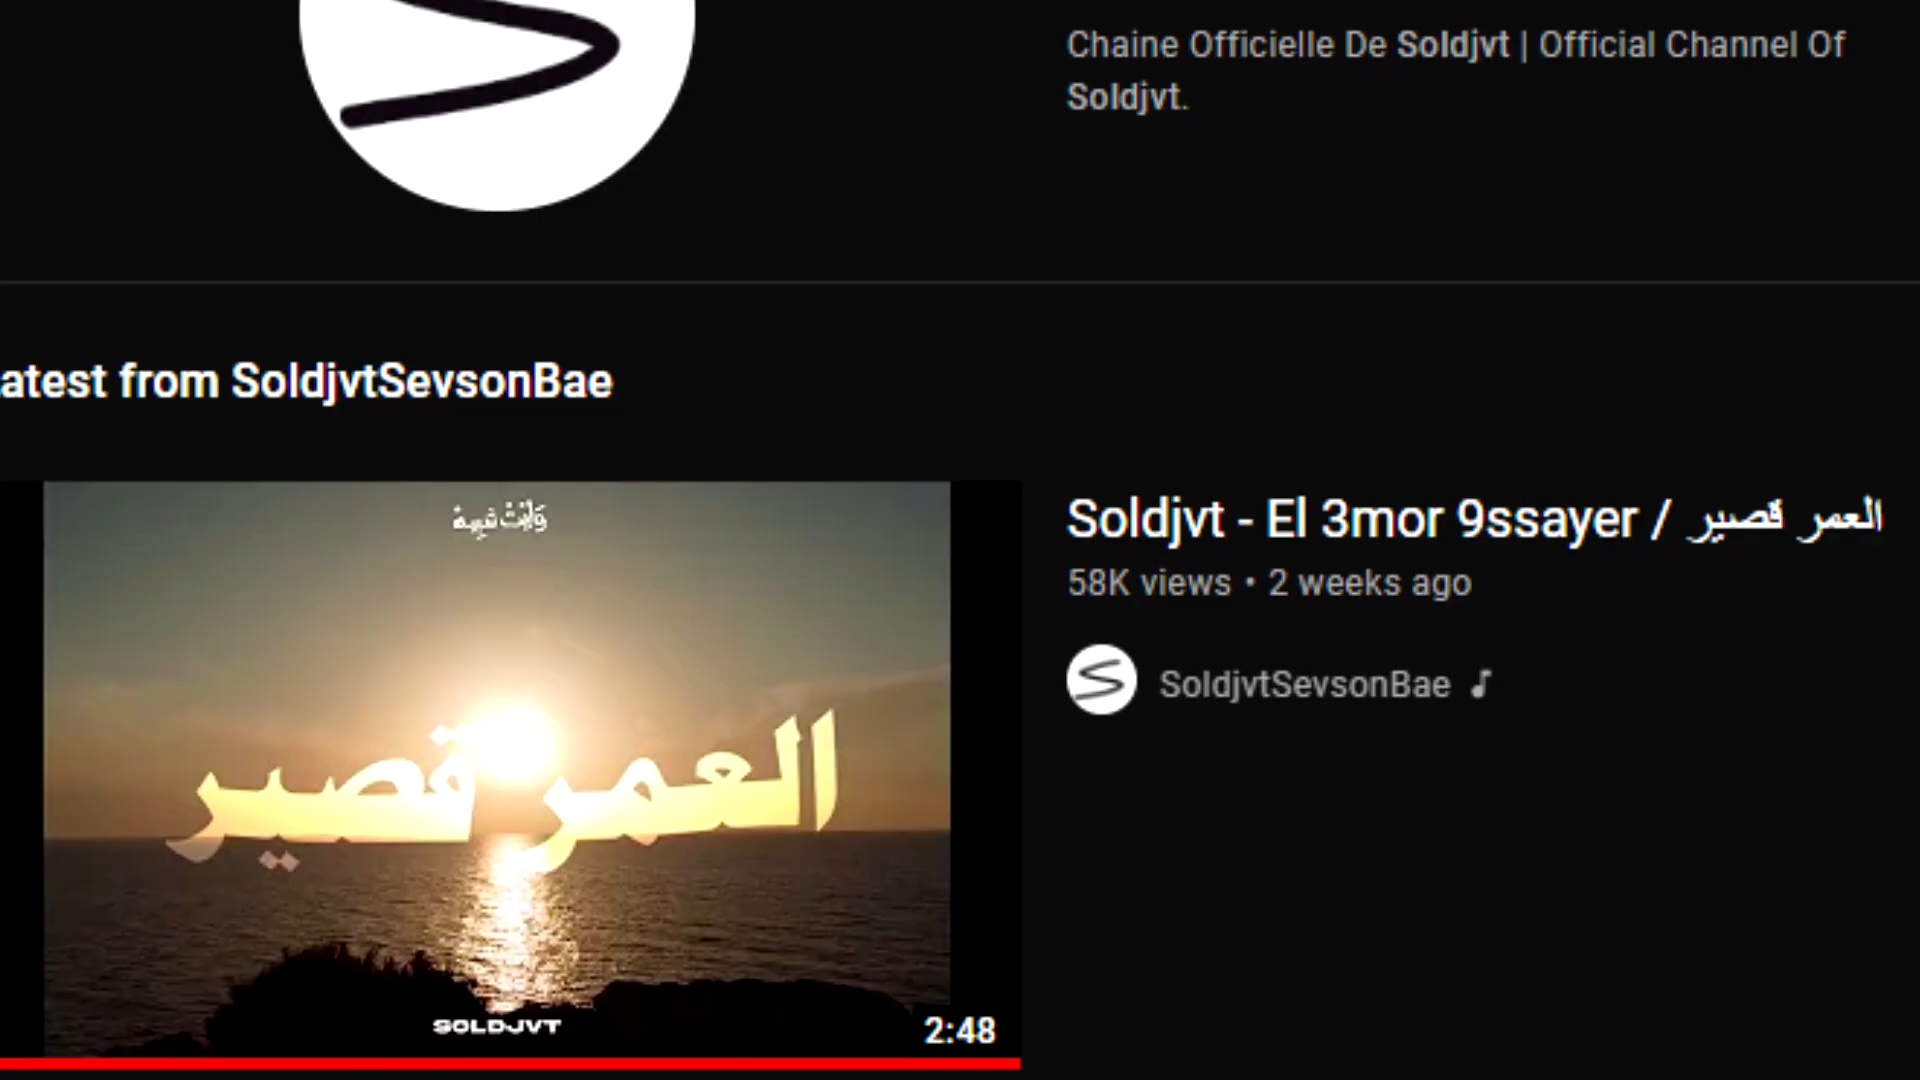 Chaine Officielle De Soldjvt | Official Channel Of
Soldjvt.
atest from SoldjvtSevsonBae
العمر قصير
SOLDJVT
2:48
Soldjvt - El 3mor 9ssayer / العمر قصير
58K views • 2 weeks ago
SoldjvtSevsonBae ♪